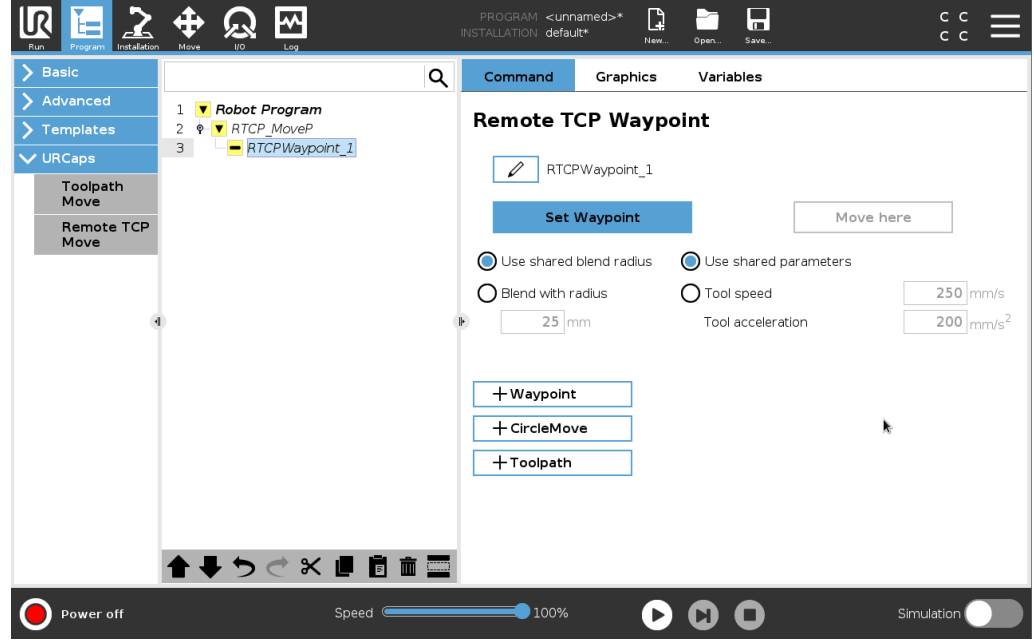 UR
PROGRAM <unnamed>*
INSTALLATION default*
C C
C C
Run
Program
Installation
Move
I/O
Log
New...
Open...
Save...
Basic
Advanced
Templates
URCaps
Toolpath
Move
Remote TCP
Move
1 Robot Program
2 RTCP_MoveP
3 RTCPWaypoint_1
Command Graphics Variables
Remote TCP Waypoint
RTCPWaypoint_1
Set Waypoint Move here
Use shared blend radius Use shared parameters
Blend with radius Tool speed 250 mm/s
25 mm Tool acceleration 200 mm/s²
Waypoint
CircleMove
Toolpath
Power off
Speed 100%
Simulation